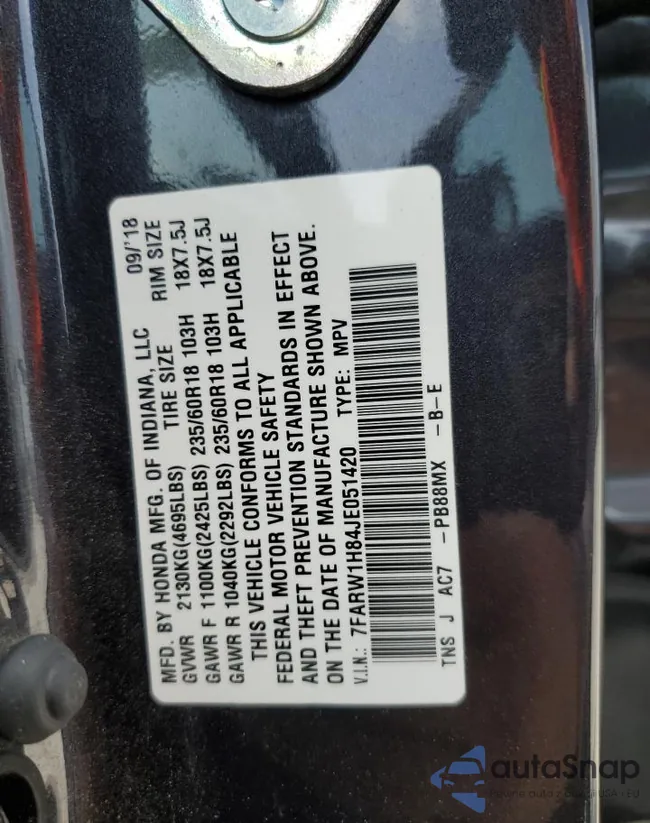 MFD. BY HONDA MFG. OF INDIANA, LLC 09/'18
GVWR 2130KG(4695LBS) TIRE SIZE RIM SIZE
GAWR F 1100KG(2425LBS) 235/60R18 103H 18X7.5J
GAWR R 1040KG(2292LBS) 235/60R18 103H 18X7.5J
THIS VEHICLE CONFORMS TO ALL APPLICABLE
FEDERAL MOTOR VEHICLE SAFETY
AND THEFT PREVENTION STANDARDS IN EFFECT
ON THE DATE OF MANUFACTURE SHOWN ABOVE.
V.I.N.: 7FARW1H84JE051420 TYPE: MPV
TNS J AC7 -PB88MX -B-E
autaSnap